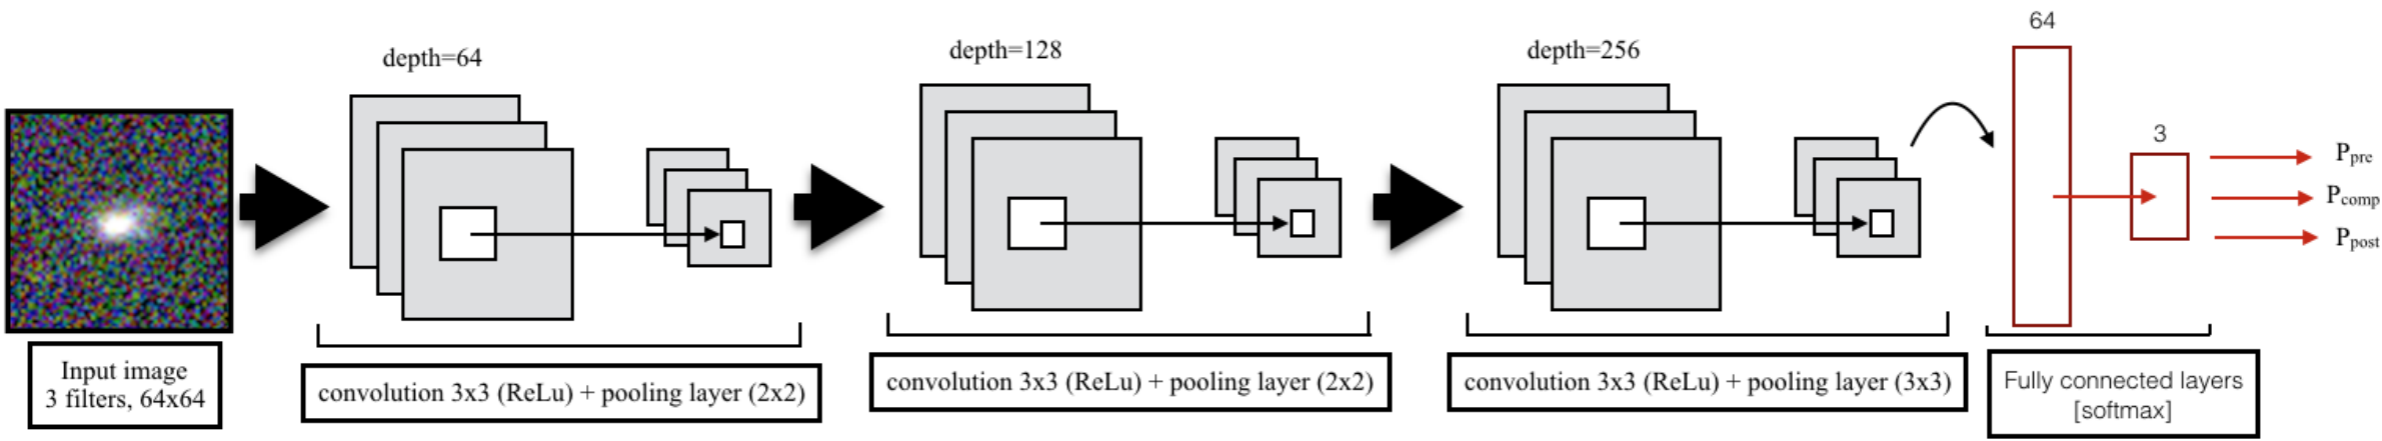 Input image
3 filters, 64x64
depth=64
convolution 3x3 (ReLu) + pooling layer (2x2)
depth=128
convolution 3x3 (ReLu) + pooling layer (2x2)
depth=256
convolution 3x3 (ReLu) + pooling layer (3x3)
64
3
Fully connected layers
[softmax]
Ppre
Pcomp
Ppost